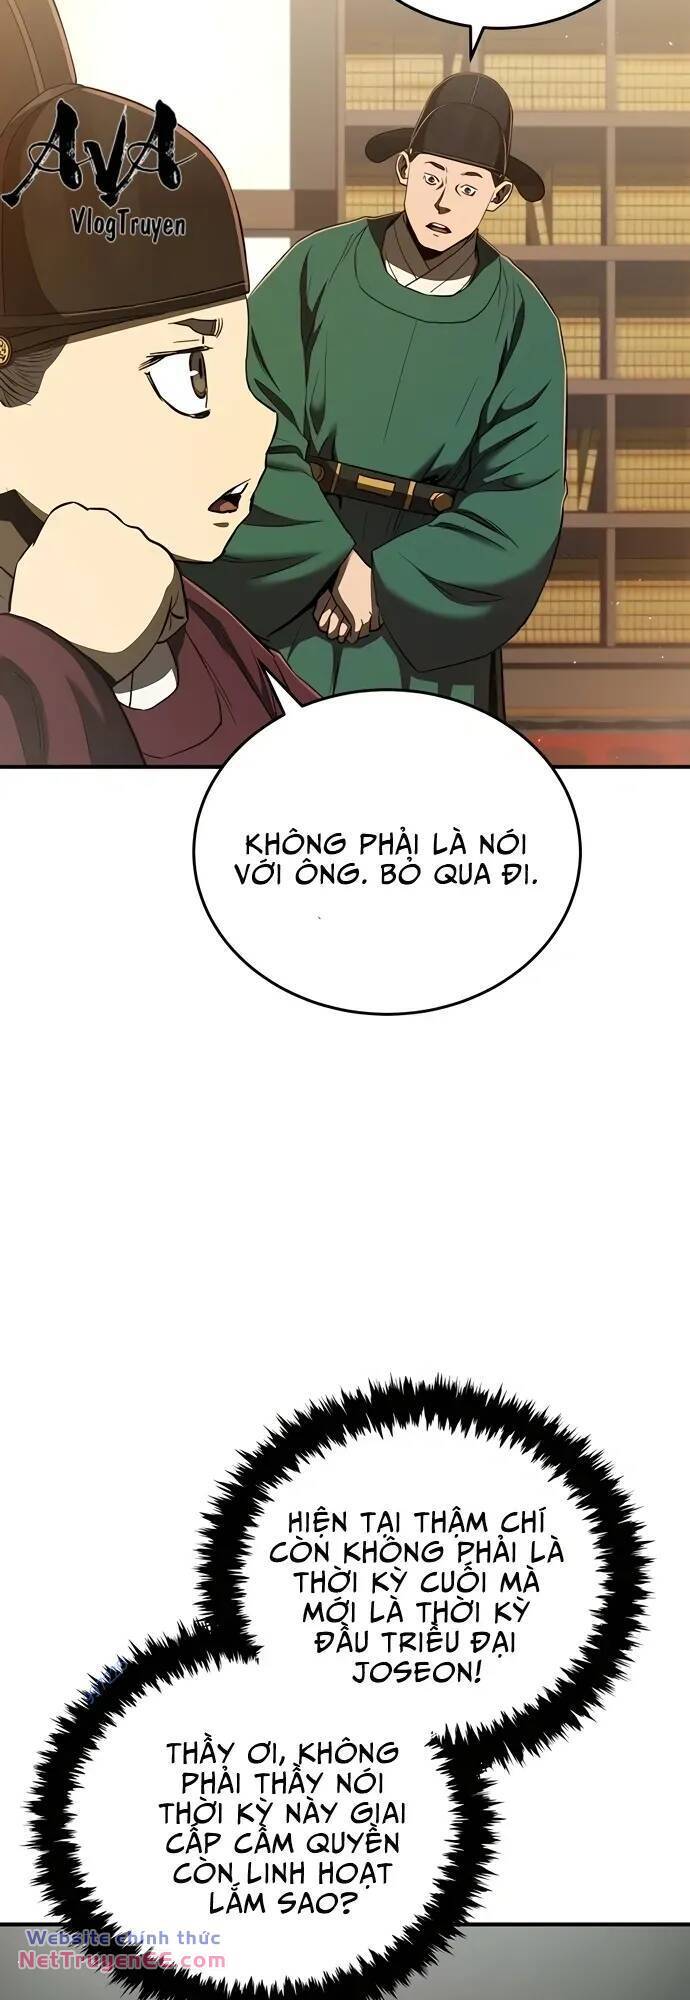 AVA
VlogTruyen
KHÔNG PHẢI LÀ NÓI
VỚI ÔNG. BỎ QUA ĐI.
HIỆN TẠI THẬM CHÍ
CÒN KHÔNG PHẢI LÀ
THỜI KỲ CUỐI MÀ
MỚI LÀ THỜI KỲ
ĐẦU TRIỀU ĐẠI
JOSEON!
THẦY ƠI, KHÔNG
PHẢI THẦY NÓI
THỜI KỲ NÀY GIAI
CẤP CẦM QUYỀN
CÒN LINH HOẠT
LẮM SAO?
Website chính thức
NetTruyenEE.com